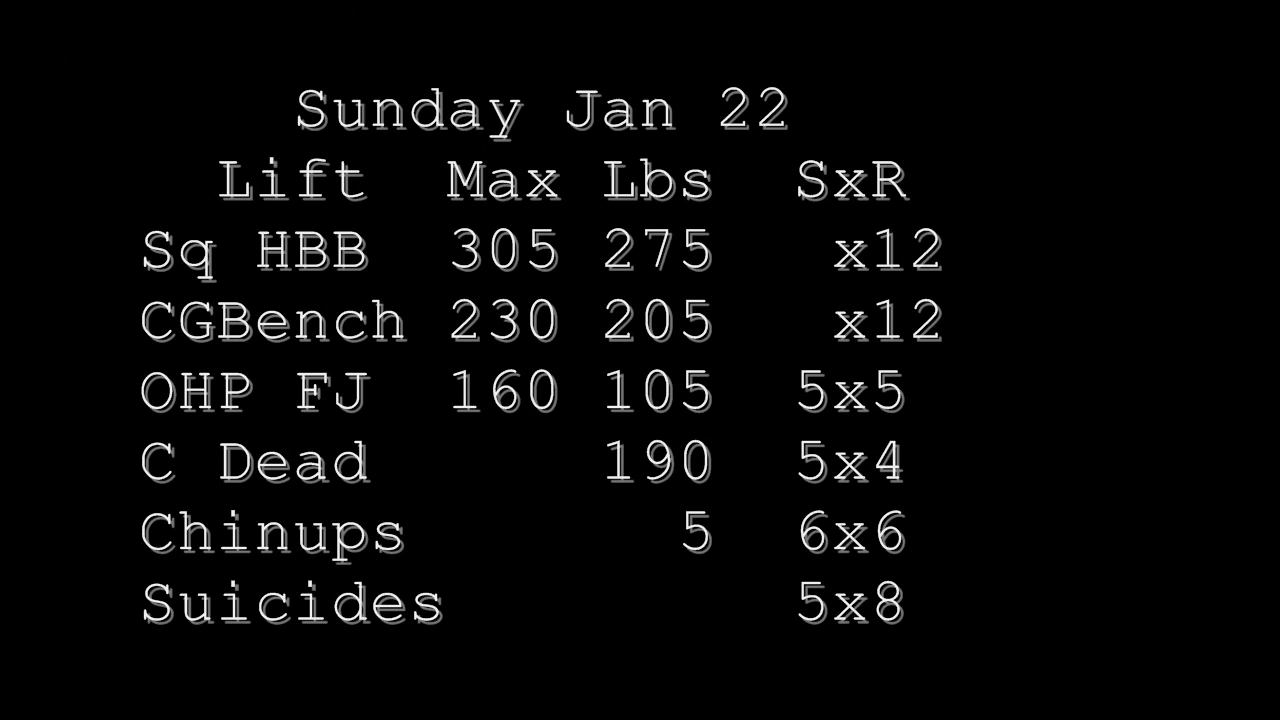 Sunday Jan 22
Lift Max Lbs SxR
Sq HBB 305 275 x12
CGBench 230 205 x12
OHP FJ 160 105 5x5
C Dead 190 5x4
Chinups 5 6x6
Suicides 5x8